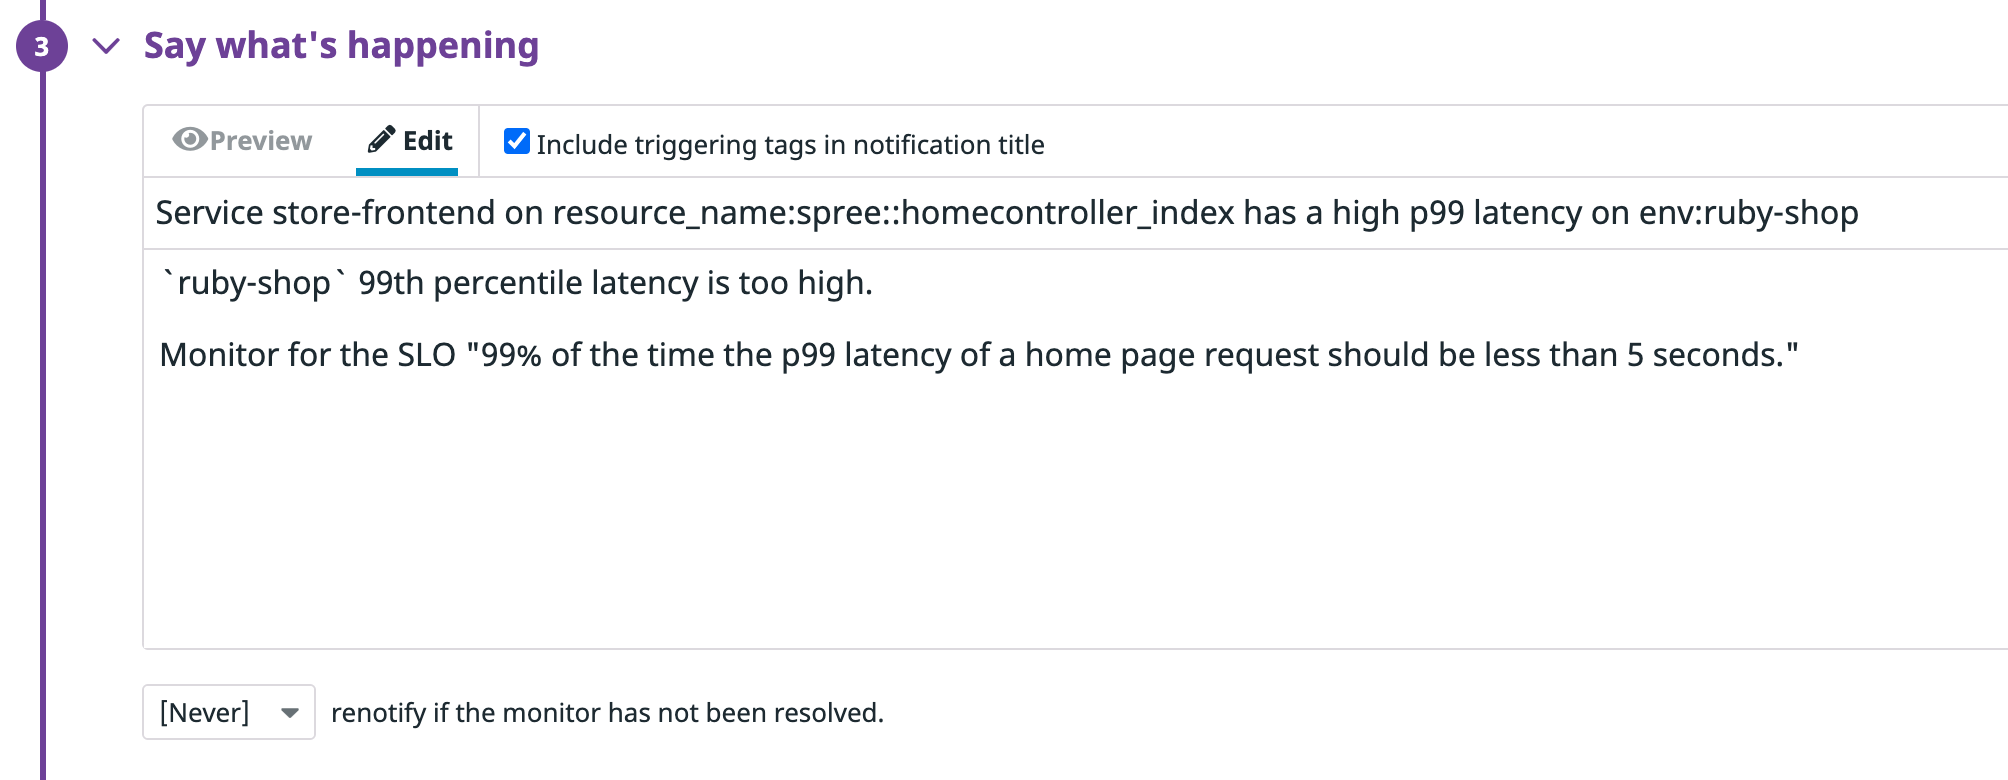 3 Say what's happening
Preview Edit Include triggering tags in notification title
Service store-frontend on resource_name:spree::homecontroller_index has a high p99 latency on env:ruby-shop
`ruby-shop` 99th percentile latency is too high.
Monitor for the SLO "99% of the time the p99 latency of a home page request should be less than 5 seconds."
[Never] renotify if the monitor has not been resolved.